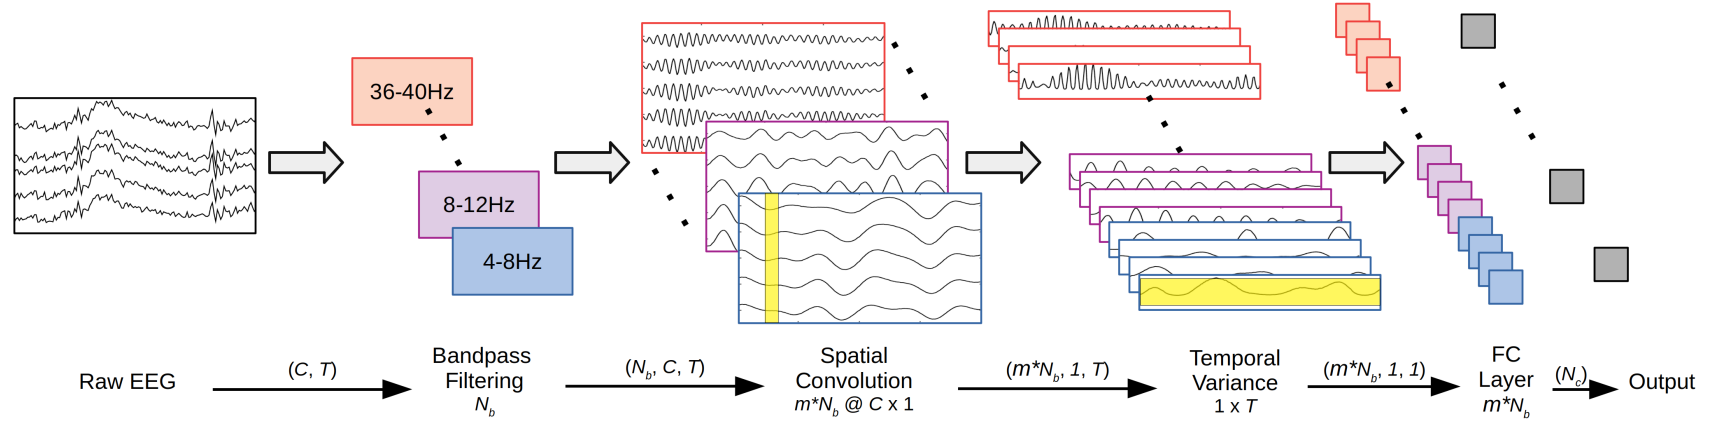 36-40Hz
8-12Hz
4-8Hz
Raw EEG
(C, T)
Bandpass
Filtering
N_b
(N_b, C, T)
Spatial
Convolution
m*N_b @ C x 1
(m*N_b, 1, T)
Temporal
Variance
1 x T
(m*N_b, 1, 1)
FC
Layer
m*N_b
(N_c)
Output